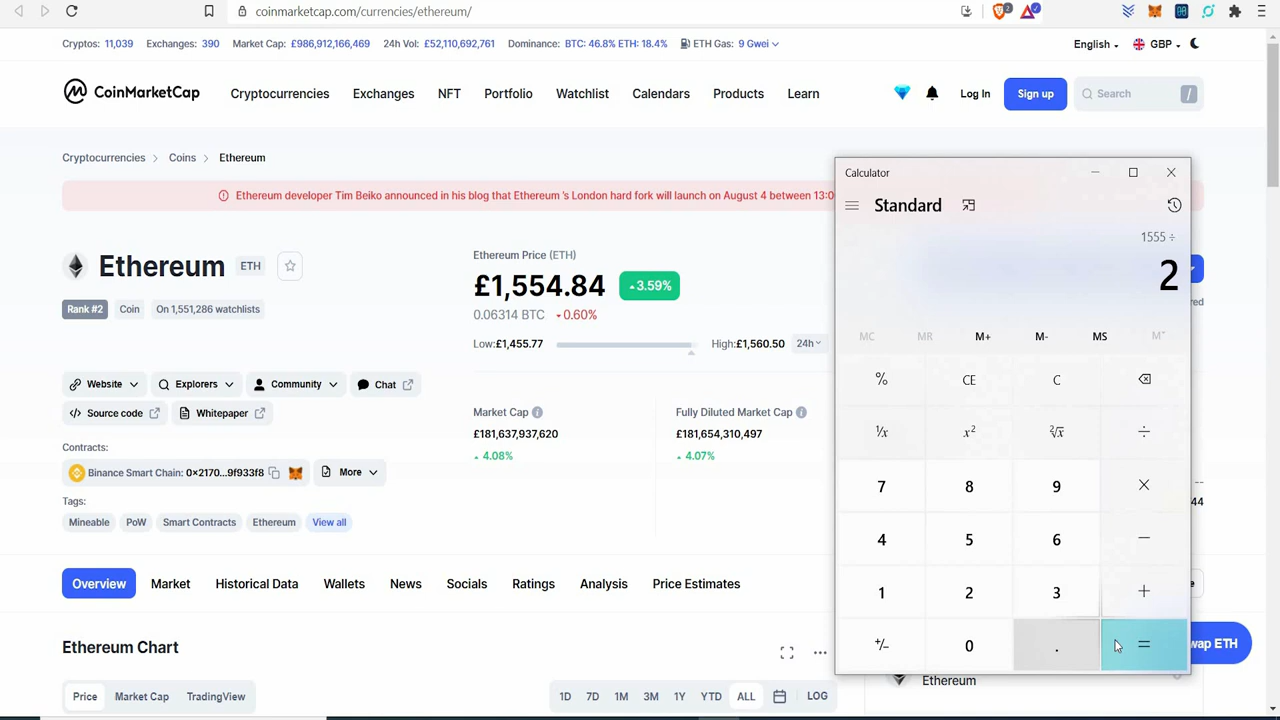 coinmarketcap.com/currencies/ethereum/
Cryptos: 11,039 Exchanges: 390 Market Cap: £986,912,166,469 24h Vol: £52,110,692,761 Dominance: BTC: 46.8% ETH: 18.4% ETH Gas: 9 Gwei English GBP
CoinMarketCap Cryptocurrencies Exchanges NFT Portfolio Watchlist Calendars Products Learn Log In Sign up Search /
Cryptocurrencies > Coins > Ethereum
Ethereum developer Tim Beiko announced in his blog that Ethereum 's London hard fork will launch on August 4 between 13:0
Ethereum ETH
Rank #2 Coin On 1,551,286 watchlists
Website Explorers Community Chat
Source code Whitepaper
Contracts:
Binance Smart Chain: 0x2170...9f933f8 More
Tags:
Mineable PoW Smart Contracts Ethereum View all
Ethereum Price (ETH)
£1,554.84 3.59%
0.06314 BTC 0.60%
Low: £1,455.77 High: £1,560.50 24h
Market Cap
£181,637,937,620
4.08%
Fully Diluted Market Cap
£181,654,310,497
4.07%
Overview Market Historical Data Wallets News Socials Ratings Analysis Price Estimates
Ethereum Chart
Price Market Cap TradingView 1D 7D 1M 3M 1Y YTD ALL LOG
Calculator
Standard
1555 ÷
2
MC MR M+ M- MS M˅
% CE C
¹/x x² ²√x ÷
7 8 9 ×
4 5 6 −
1 2 3 +
+/− 0 . =
red
--
44
e
wap ETH
Ethereum